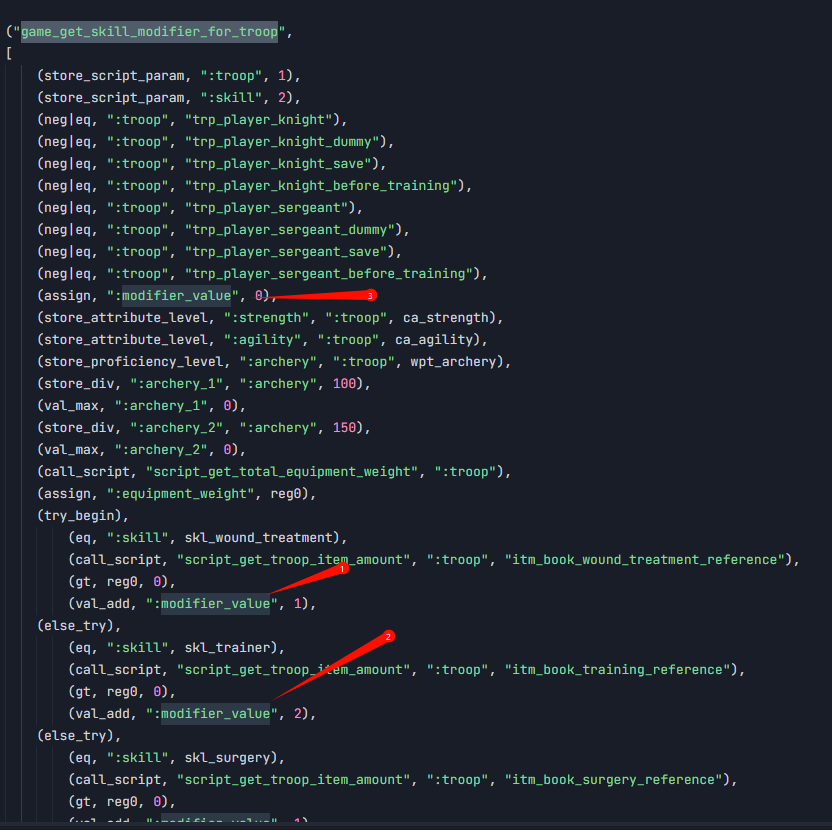 ("game_get_skill_modifier_for_troop",
[
(store_script_param, ":troop", 1),
(store_script_param, ":skill", 2),
(neg|eq, ":troop", "trp_player_knight"),
(neg|eq, ":troop", "trp_player_knight_dummy"),
(neg|eq, ":troop", "trp_player_knight_save"),
(neg|eq, ":troop", "trp_player_knight_before_training"),
(neg|eq, ":troop", "trp_player_sergeant"),
(neg|eq, ":troop", "trp_player_sergeant_dummy"),
(neg|eq, ":troop", "trp_player_sergeant_save"),
(neg|eq, ":troop", "trp_player_sergeant_before_training"),
(assign, ":modifier_value", 0), 3
(store_attribute_level, ":strength", ":troop", ca_strength),
(store_attribute_level, ":agility", ":troop", ca_agility),
(store_proficiency_level, ":archery", ":troop", wpt_archery),
(store_div, ":archery_1", ":archery", 100),
(val_max, ":archery_1", 0),
(store_div, ":archery_2", ":archery", 150),
(val_max, ":archery_2", 0),
(call_script, "script_get_total_equipment_weight", ":troop"),
(assign, ":equipment_weight", reg0),
(try_begin),
(eq, ":skill", skl_wound_treatment),
(call_script, "script_get_troop_item_amount", ":troop", "itm_book_wound_treatment_reference"),
1
(gt, reg0, 0),
(val_add, ":modifier_value", 1),
(else_try),
2
(eq, ":skill", skl_trainer),
(call_script, "script_get_troop_item_amount", ":troop", "itm_book_training_reference"),
(gt, reg0, 0),
(val_add, ":modifier_value", 2),
(else_try),
(eq, ":skill", skl_surgery),
(call_script, "script_get_troop_item_amount", ":troop", "itm_book_surgery_reference"),
(gt, reg0, 0),
(val_add, ":modifier_value", 1),